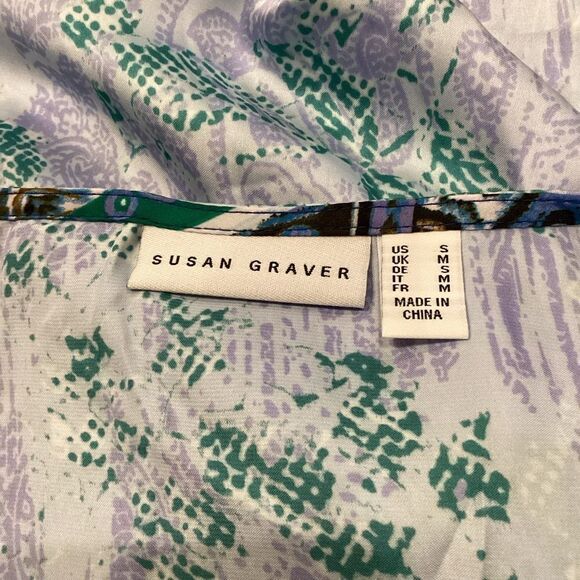 SUSAN GRAVER
US S
UK M
DE S
IT M
FR M
MADE IN
CHINA